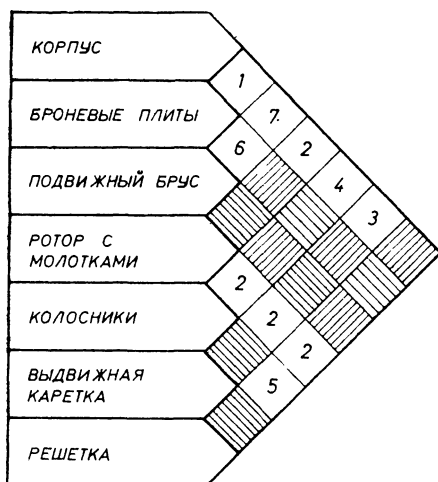 КОРПУС
1
7.
БРОНЕВЫЕ ПЛИТЫ
6
2
ПОДВИЖНЫЙ БРУС
4
3
РОТОР С
МОЛОТКАМИ
2
КОЛОСНИКИ
2
2
ВЫДВИЖНАЯ
КАРЕТКА
5
РЕШЕТКА